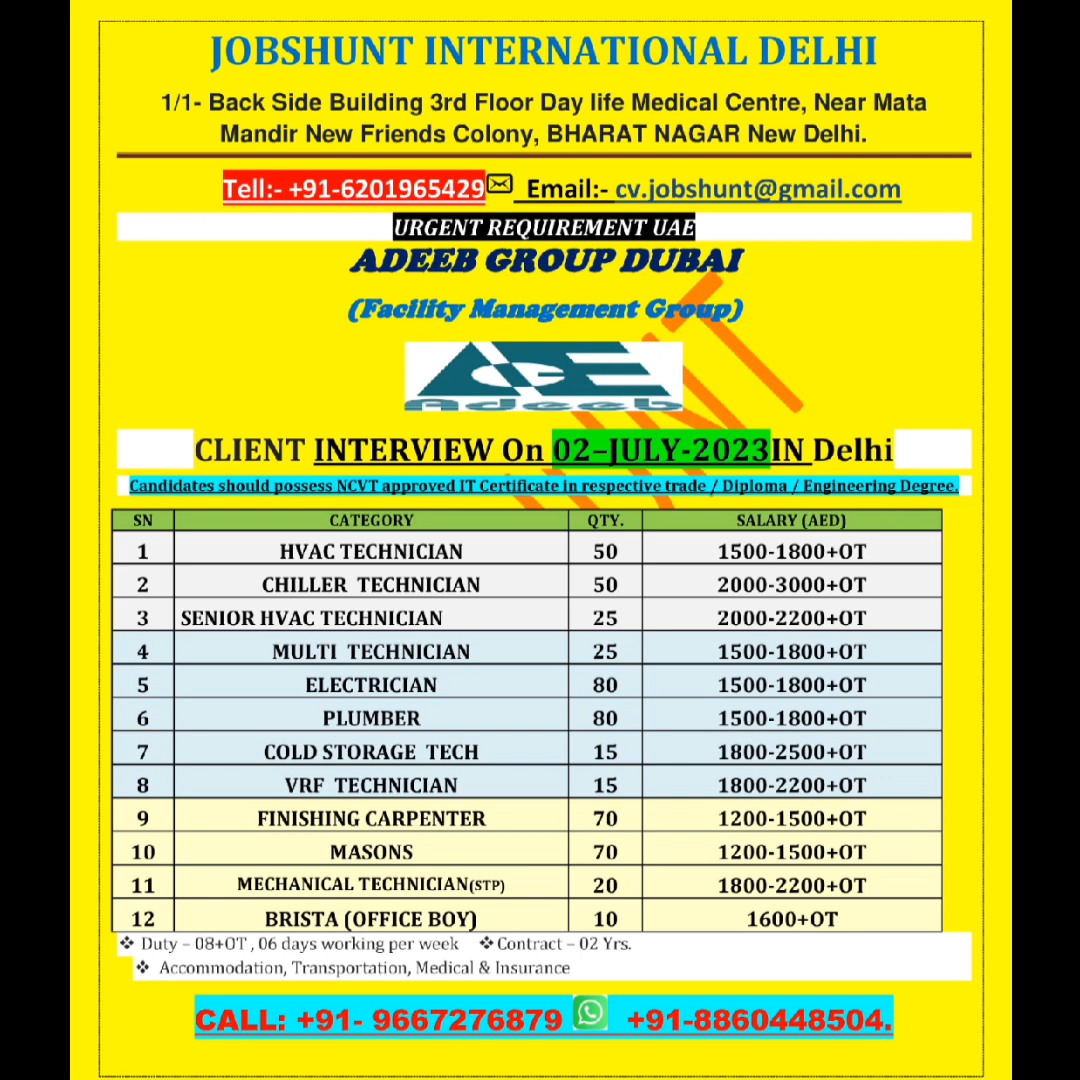 JOBSHUNT INTERNATIONAL DELHI
1/1- Back Side Building 3rd Floor Day life Medical Centre, Near Mata
Mandir New Friends Colony, BHARAT NAGAR New Delhi.
Tell:- +91-6201965429 Email:- cv.jobshunt@gmail.com
URGENT REQUIREMENT UAE
ADEEB GROUP DUBAI
(Facility Management Group)
Adeeb
CLIENT INTERVIEW On 02–JULY-2023IN Delhi
Candidates should possess NCVT approved IT Certificate in respective trade / Diploma / Engineering Degree.
SN CATEGORY QTY. SALARY (AED)
1 HVAC TECHNICIAN 50 1500-1800+OT
2 CHILLER TECHNICIAN 50 2000-3000+OT
3 SENIOR HVAC TECHNICIAN 25 2000-2200+OT
4 MULTI TECHNICIAN 25 1500-1800+OT
5 ELECTRICIAN 80 1500-1800+OT
6 PLUMBER 80 1500-1800+OT
7 COLD STORAGE TECH 15 1800-2500+OT
8 VRF TECHNICIAN 15 1800-2200+OT
9 FINISHING CARPENTER 70 1200-1500+OT
10 MASONS 70 1200-1500+OT
11 MECHANICAL TECHNICIAN(STP) 20 1800-2200+OT
12 BRISTA (OFFICE BOY) 10 1600+OT
❖ Duty – 08+OT , 06 days working per week ❖ Contract – 02 Yrs.
❖ Accommodation, Transportation, Medical & Insurance
CALL: +91- 9667276879 +91-8860448504.